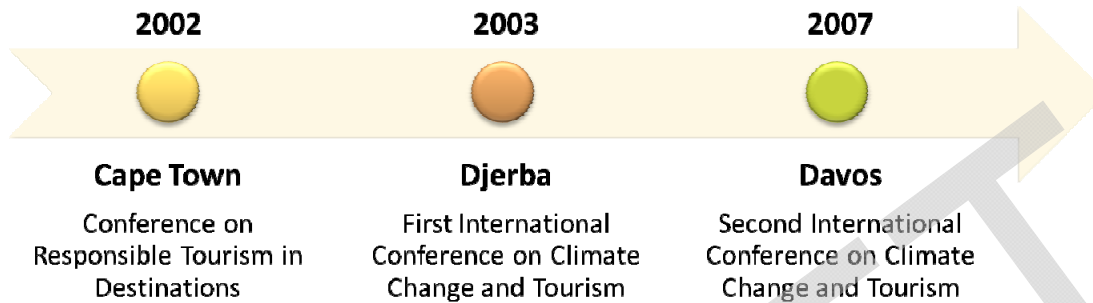 2002
2003
2007
Cape Town
Djerba
Davos
Conference on
Responsible Tourism in
Destinations
First International
Conference on Climate
Change and Tourism
Second International
Conference on Climate
Change and Tourism